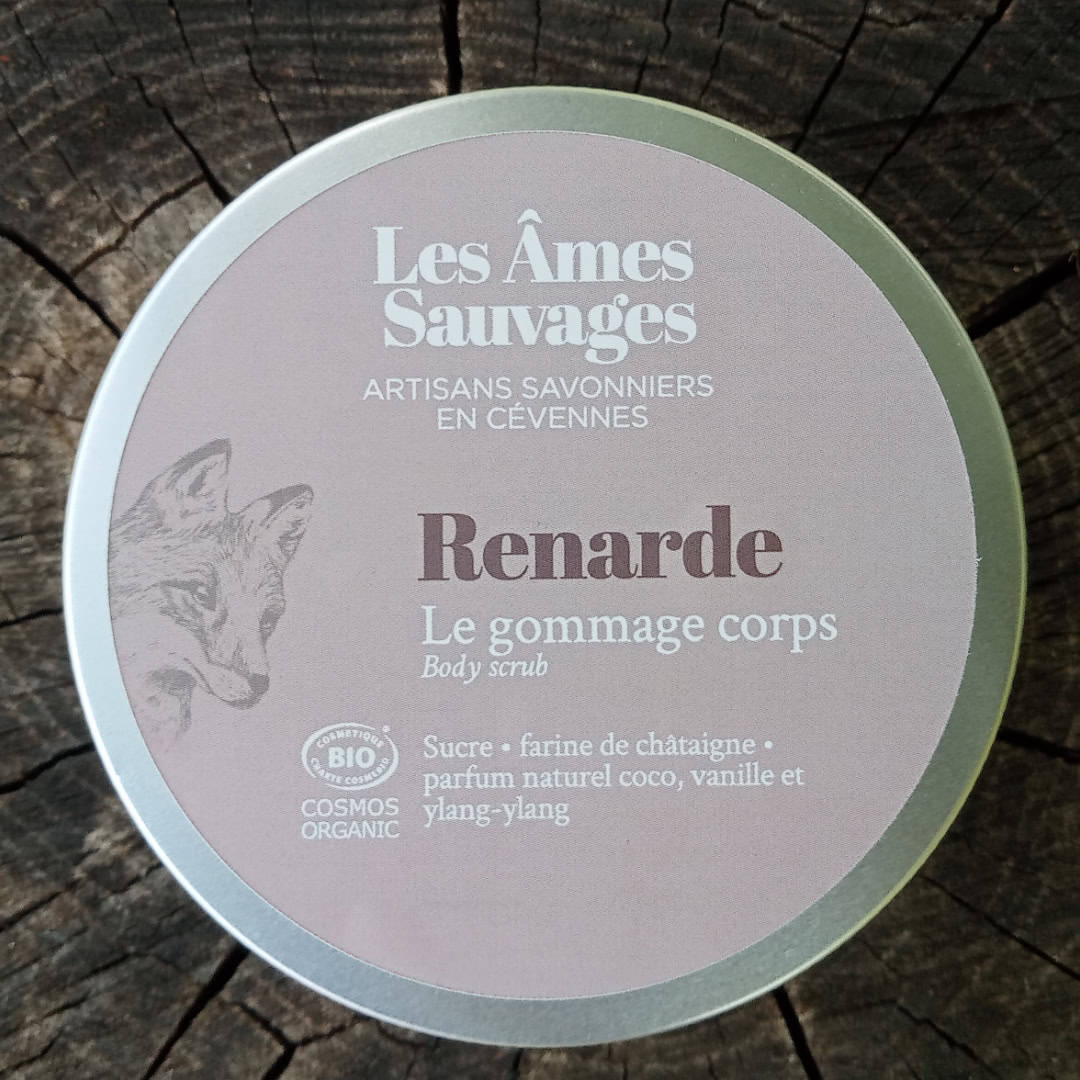 Les Âmes
Sauvages
ARTISANS SAVONNIERS
EN CÉVENNES
Renarde
Le gommage corps
Body scrub
COSMETIQUE
BIO
CHARTE COSMEBIO
COSMOS
ORGANIC
Sucre • farine de châtaigne •
parfum naturel coco, vanille et
ylang-ylang